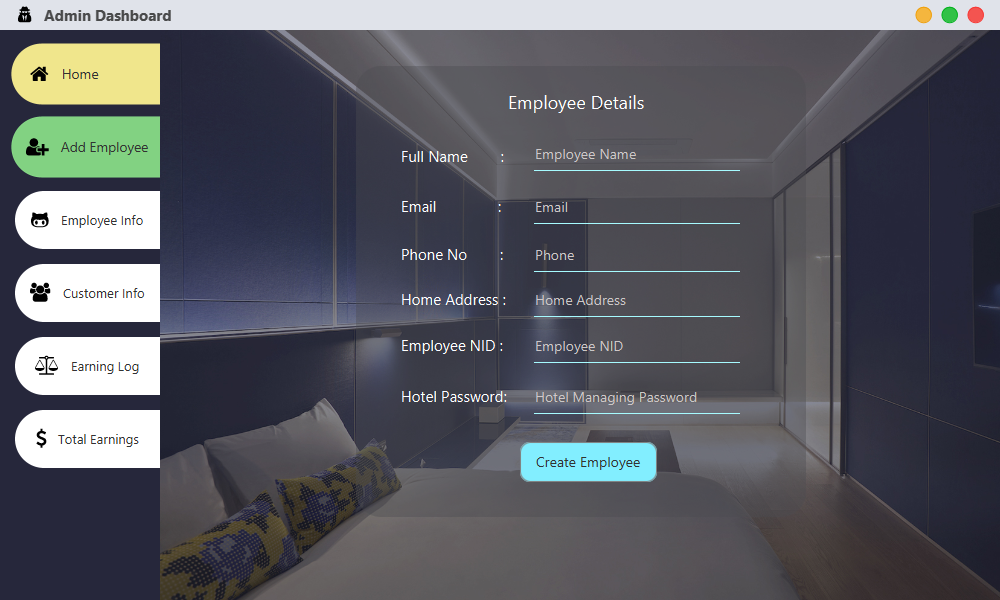 Admin Dashboard
Home
Add Employee
Employee Info
Customer Info
Earning Log
Total Earnings
Employee Details
Full Name : Employee Name
Email : Email
Phone No : Phone
Home Address : Home Address
Employee NID : Employee NID
Hotel Password: Hotel Managing Password
Create Employee